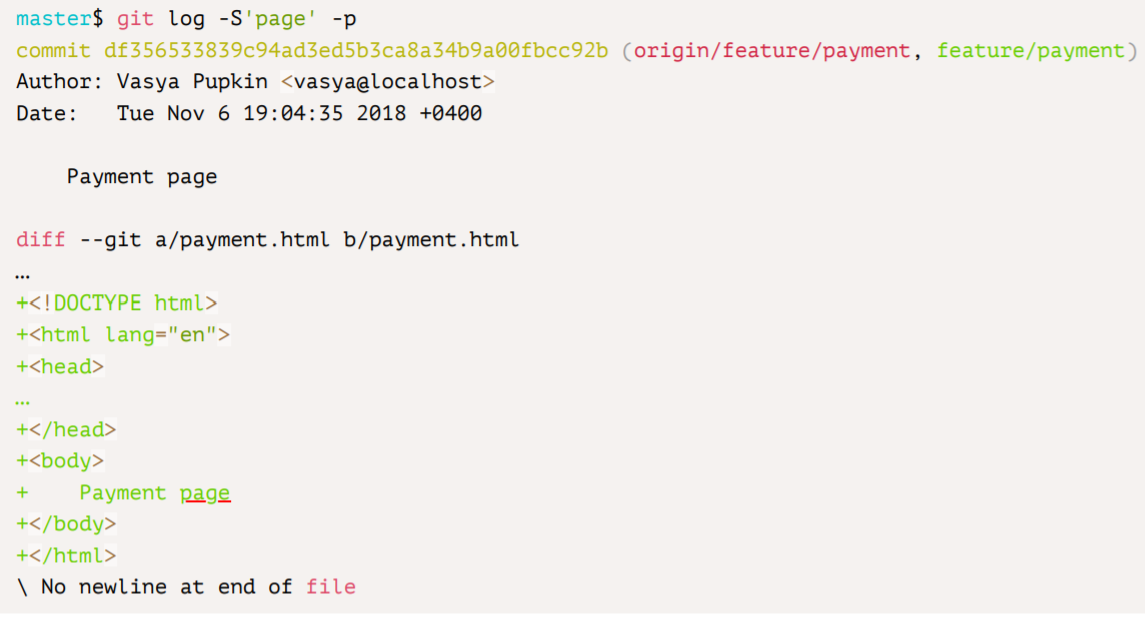 master$ git log -S'page' -p
commit df356533839c94ad3ed5b3ca8a34b9a00fbcc92b (origin/feature/payment, feature/payment)
Author: Vasya Pupkin <vasya@localhost>
Date:   Tue Nov 6 19:04:35 2018 +0400
    Payment page
diff --git a/payment.html b/payment.html
…
+<!DOCTYPE html>
+<html lang="en">
+<head>
…
+</head>
+<body>
+    Payment page
+</body>
+</html>
\ No newline at end of file